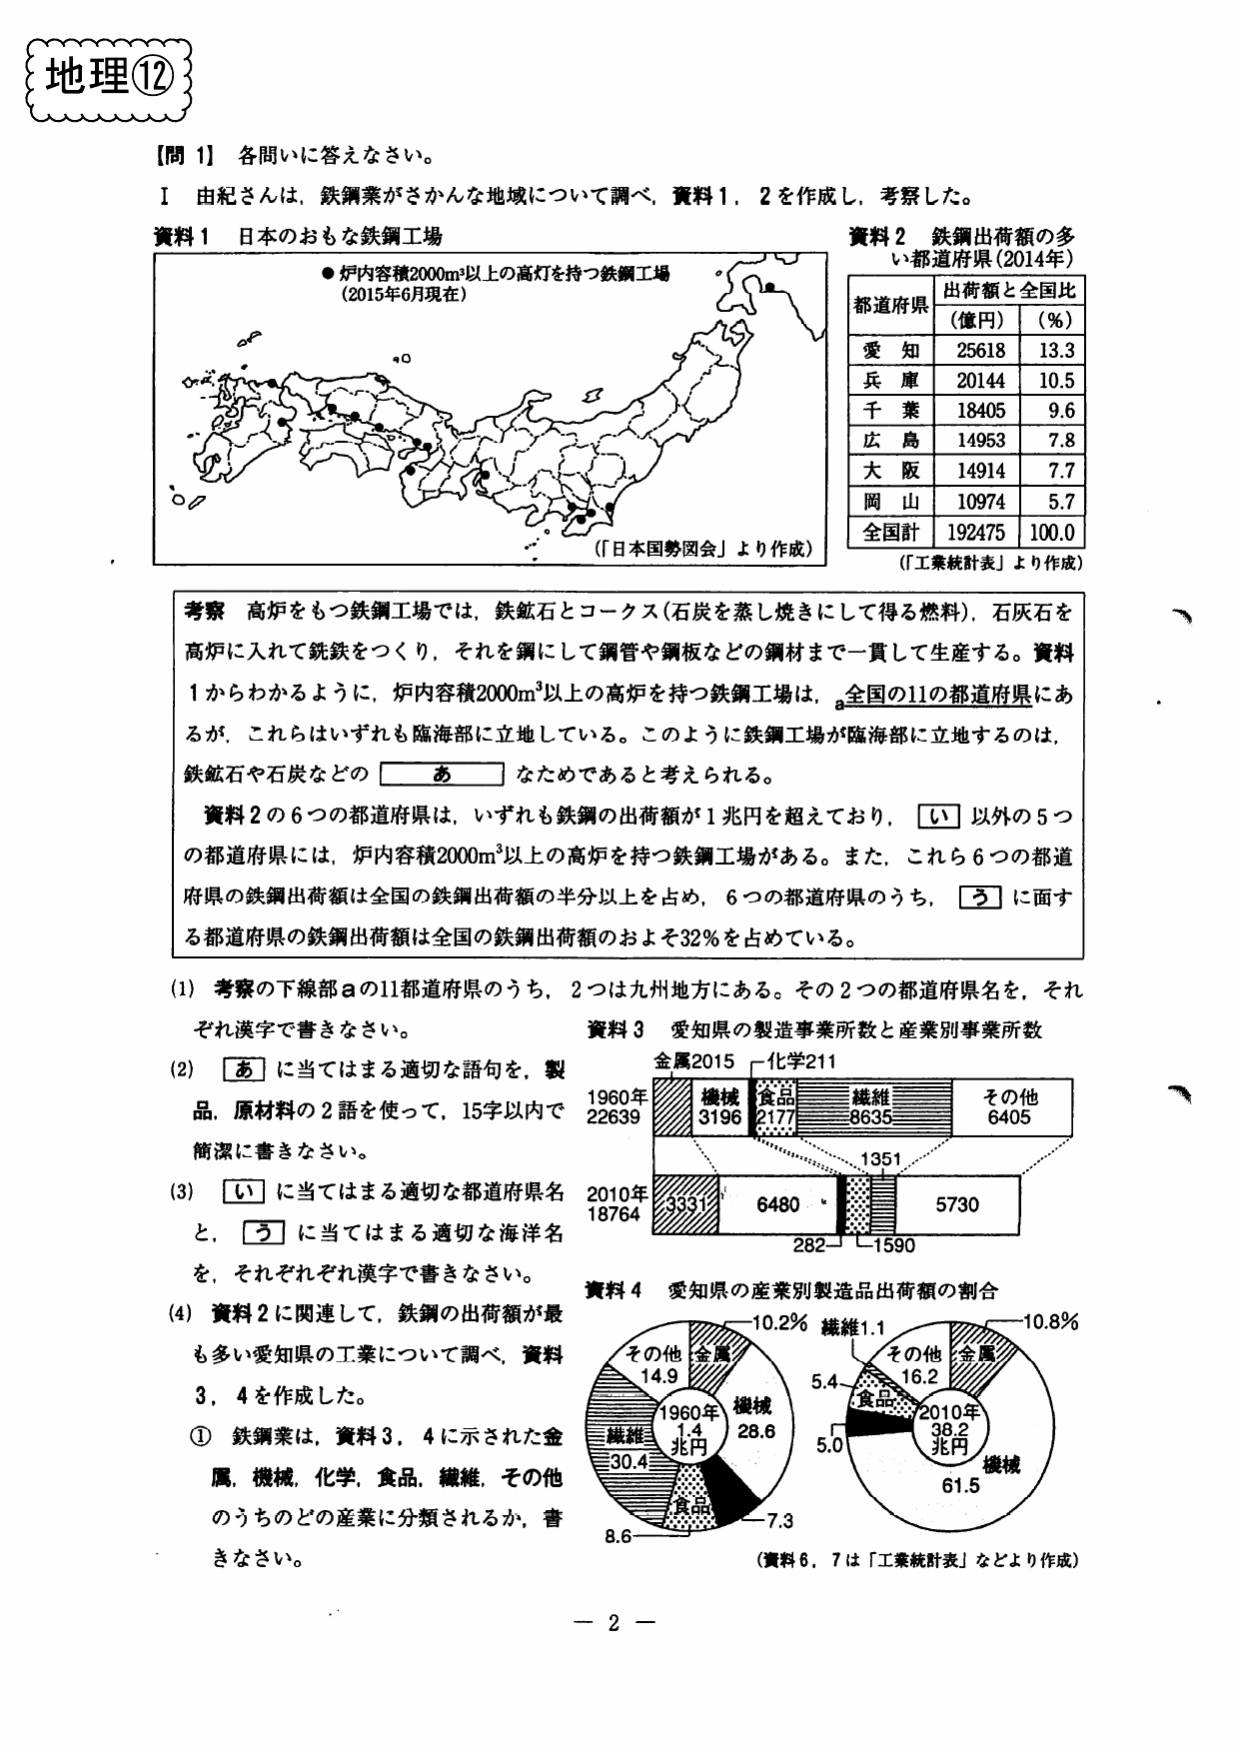 地理⑫
【問 1】 各問いに答えなさい。
Ⅰ 由紀さんは，鉄鋼業がさかんな地域について調べ，資料1，2を作成し，考察した。
資料1 日本のおもな鉄鋼工場
●炉内容積2000m³以上の高灯を持つ鉄鋼工場
(2015年6月現在)
(「日本国勢図会」より作成)
資料2 鉄鋼出荷額の多
い都道府県(2014年)
都道府県 出荷額と全国比
(億円) (%)
愛知 25618 13.3
兵庫 20144 10.5
千葉 18405 9.6
広島 14953 7.8
大阪 14914 7.7
岡山 10974 5.7
全国計 192475 100.0
(「工業統計表」より作成)
考察 高炉をもつ鉄鋼工場では，鉄鉱石とコークス(石炭を蒸し焼きにして得る燃料)，石灰石を
高炉に入れて銑鉄をつくり，それを鋼にして鋼管や鋼板などの鋼材まで一貫して生産する。資料
1からわかるように，炉内容積2000m³以上の高炉を持つ鉄鋼工場は，a全国の11の都道府県にあ
るが，これらはいずれも臨海部に立地している。このように鉄鋼工場が臨海部に立地するのは，
鉄鉱石や石炭などの あ なためであると考えられる。
資料2の6つの都道府県は，いずれも鉄鋼の出荷額が1兆円を超えており， い 以外の5つ
の都道府県には，炉内容積2000m³以上の高炉を持つ鉄鋼工場がある。また，これら6つの都道
府県の鉄鋼出荷額は全国の鉄鋼出荷額の半分以上を占め，6つの都道府県のうち， う に面す
る都道府県の鉄鋼出荷額は全国の鉄鋼出荷額のおよそ32%を占めている。
(1) 考察の下線部aの11都道府県のうち，2つは九州地方にある。その2つの都道府県名を，それ
ぞれ漢字で書きなさい。
(2) あ に当てはまる適切な語句を，製
品，原材料の2語を使って，15字以内で
簡潔に書きなさい。
(3) い に当てはまる適切な都道府県名
と， う に当てはまる適切な海洋名
を，それぞれぞれ漢字で書きなさい。
(4) 資料2に関連して，鉄鋼の出荷額が最
も多い愛知県の工業について調べ，資料
3，4を作成した。
① 鉄鋼業は，資料3，4に示された金
属，機械，化学，食品，繊維，その他
のうちのどの産業に分類されるか，書
きなさい。
資料3 愛知県の製造事業所数と産業別事業所数
金属2015 化学211
1960年 機械 食品 繊維 その他
22639 3196 2177 8635 6405
1351
2010年 3331 6480 5730
18764
282 1590
資料4 愛知県の産業別製造品出荷額の割合
10.2% 繊維1.1 10.8%
その他 金属 その他 金属
14.9 5.4 16.2
1960年 機械 食品 2010年
1.4 28.6 38.2
兆円 5.0 兆円
繊維 機械
30.4 61.5
食品
8.6 7.3
(資料6，7は「工業統計表」などより作成)
— 2 —